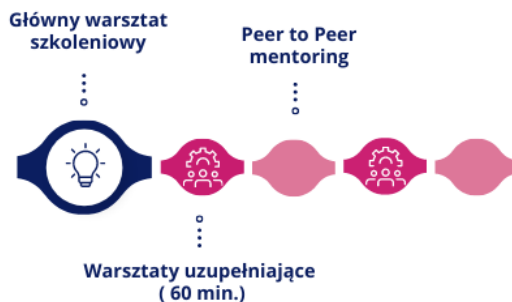 Główny warsztat
szkoleniowy
Peer to Peer
mentoring
Warsztaty uzupełniające
( 60 min.)